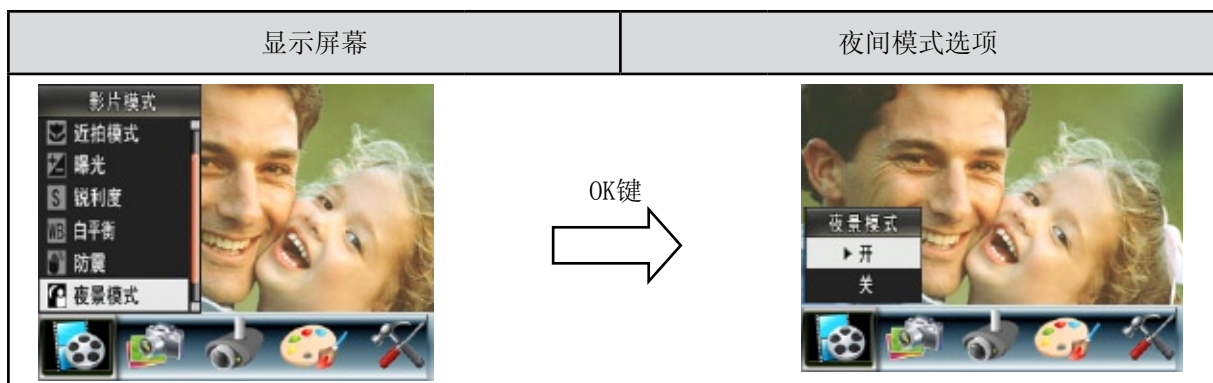 显示屏幕
夜间模式选项
影片模式
近拍模式
曝光
S 锐利度
WB 白平衡
防震
夜景模式
OK键
夜景模式
开
关